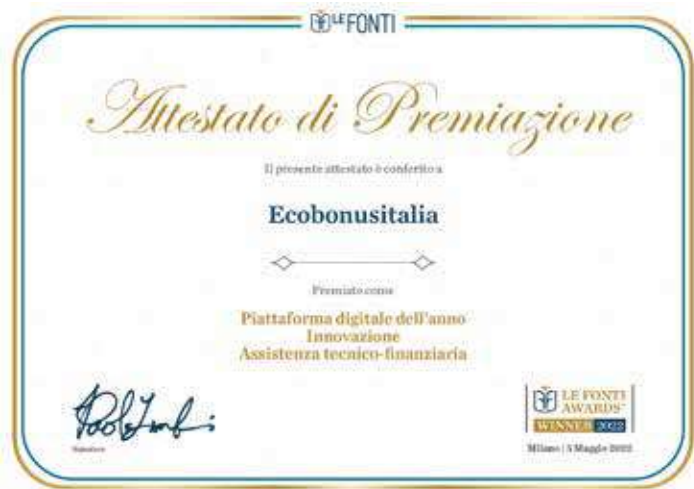 LE FONTI
Attestato di Premiazione
Il presente attestato è conferito a
Ecobonusitalia
Premiato come
Piattaforma digitale dell'anno
Innovazione
Assistenza tecnico-finanziaria
LE FONTI
AWARDS
WINNER 2022
Milano | 5 Maggio 2022